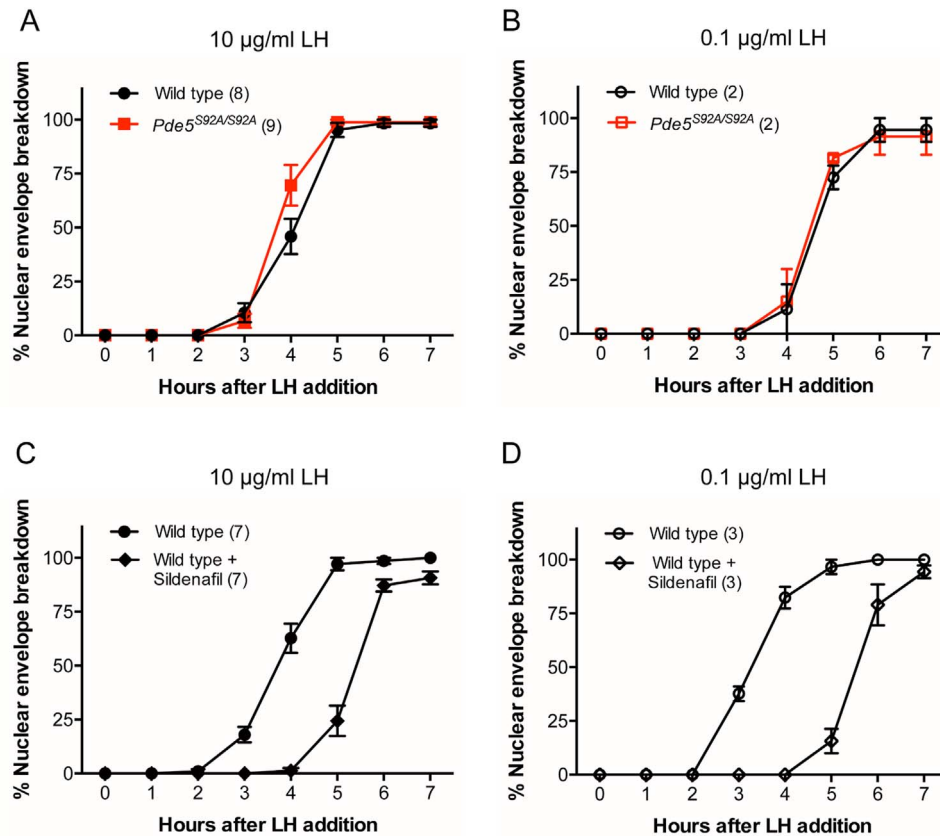 A
10 µg/ml LH
Wild type (8)
Pde5^S92A/S92A (9)
% Nuclear envelope breakdown
100
75
50
25
0
0 1 2 3 4 5 6 7
Hours after LH addition
B
0.1 µg/ml LH
Wild type (2)
Pde5^S92A/S92A (2)
% Nuclear envelope breakdown
100
75
50
25
0
0 1 2 3 4 5 6 7
Hours after LH addition
C
10 µg/ml LH
Wild type (7)
Wild type +
Sildenafil (7)
% Nuclear envelope breakdown
100
75
50
25
0
0 1 2 3 4 5 6 7
Hours after LH addition
D
0.1 µg/ml LH
Wild type (3)
Wild type +
Sildenafil (3)
% Nuclear envelope breakdown
100
75
50
25
0
0 1 2 3 4 5 6 7
Hours after LH addition